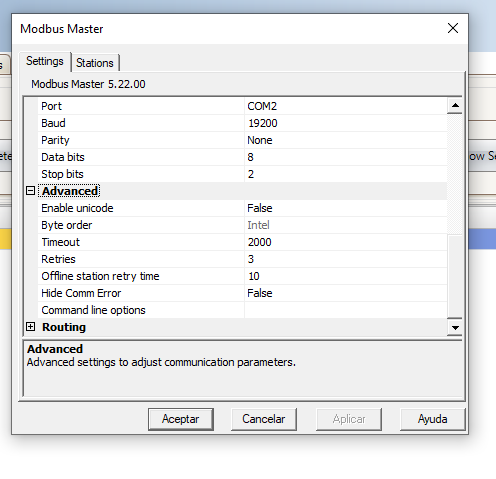 Modbus Master
Settings
Stations
Modbus Master 5.22.00
Port COM2
Baud 19200
Parity None
Data bits 8
Stop bits 2
Advanced
Enable unicode False
Byte order Intel
Timeout 2000
Retries 3
Offline station retry time 10
Hide Comm Error False
Command line options
Routing
Advanced
Advanced settings to adjust communication parameters.
Aceptar
Cancelar
Aplicar
Ayuda